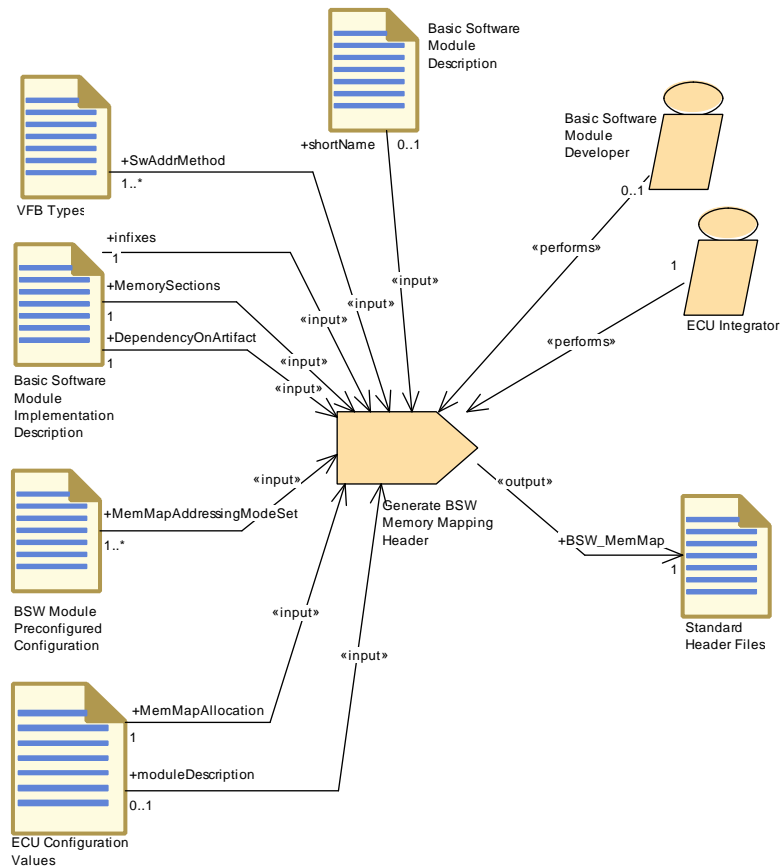 Basic Software
Module
Description
+shortName
0..1
Basic Software
Module
Developer
0..1
+SwAddrMethod
1..*
VFB Types
«performs»
+infixes
1
+MemorySections
1
+DependencyOnArtifact
1
Basic Software
Module
Implementation
Description
«input»
«input»
«input»
«input»
«input»
1
ECU Integrator
«performs»
«input»
+MemMapAddressingModeSet
1..*
BSW Module
Preconfigured
Configuration
Generate BSW
Memory Mapping
Header
«output»
+BSW_MemMap
1
Standard
Header Files
«input»
«input»
+MemMapAllocation
1
+moduleDescription
0..1
ECU Configuration
Values